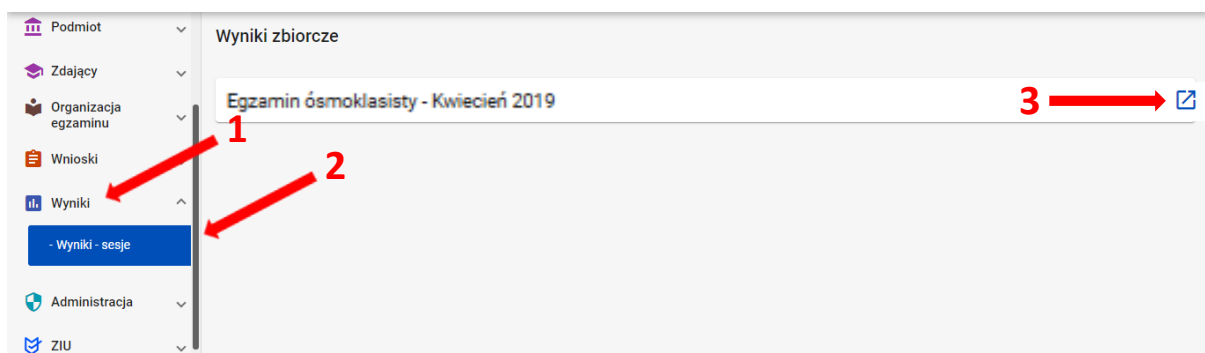 Podmiot
Zdający
Organizacja
egzaminu
Wnioski
Wyniki
- Wyniki - sesje
Administracja
ZIU
Wyniki zbiorcze
Egzamin ósmoklasisty - Kwiecień 2019
1
2
3